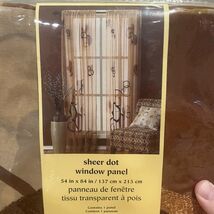 sheer dot
window panel
54 in x 84 in / 137 cm x 213 cm
panneau de fenêtre
tissu transparent à pois
Contains 1 panel
Contient 1 panneau